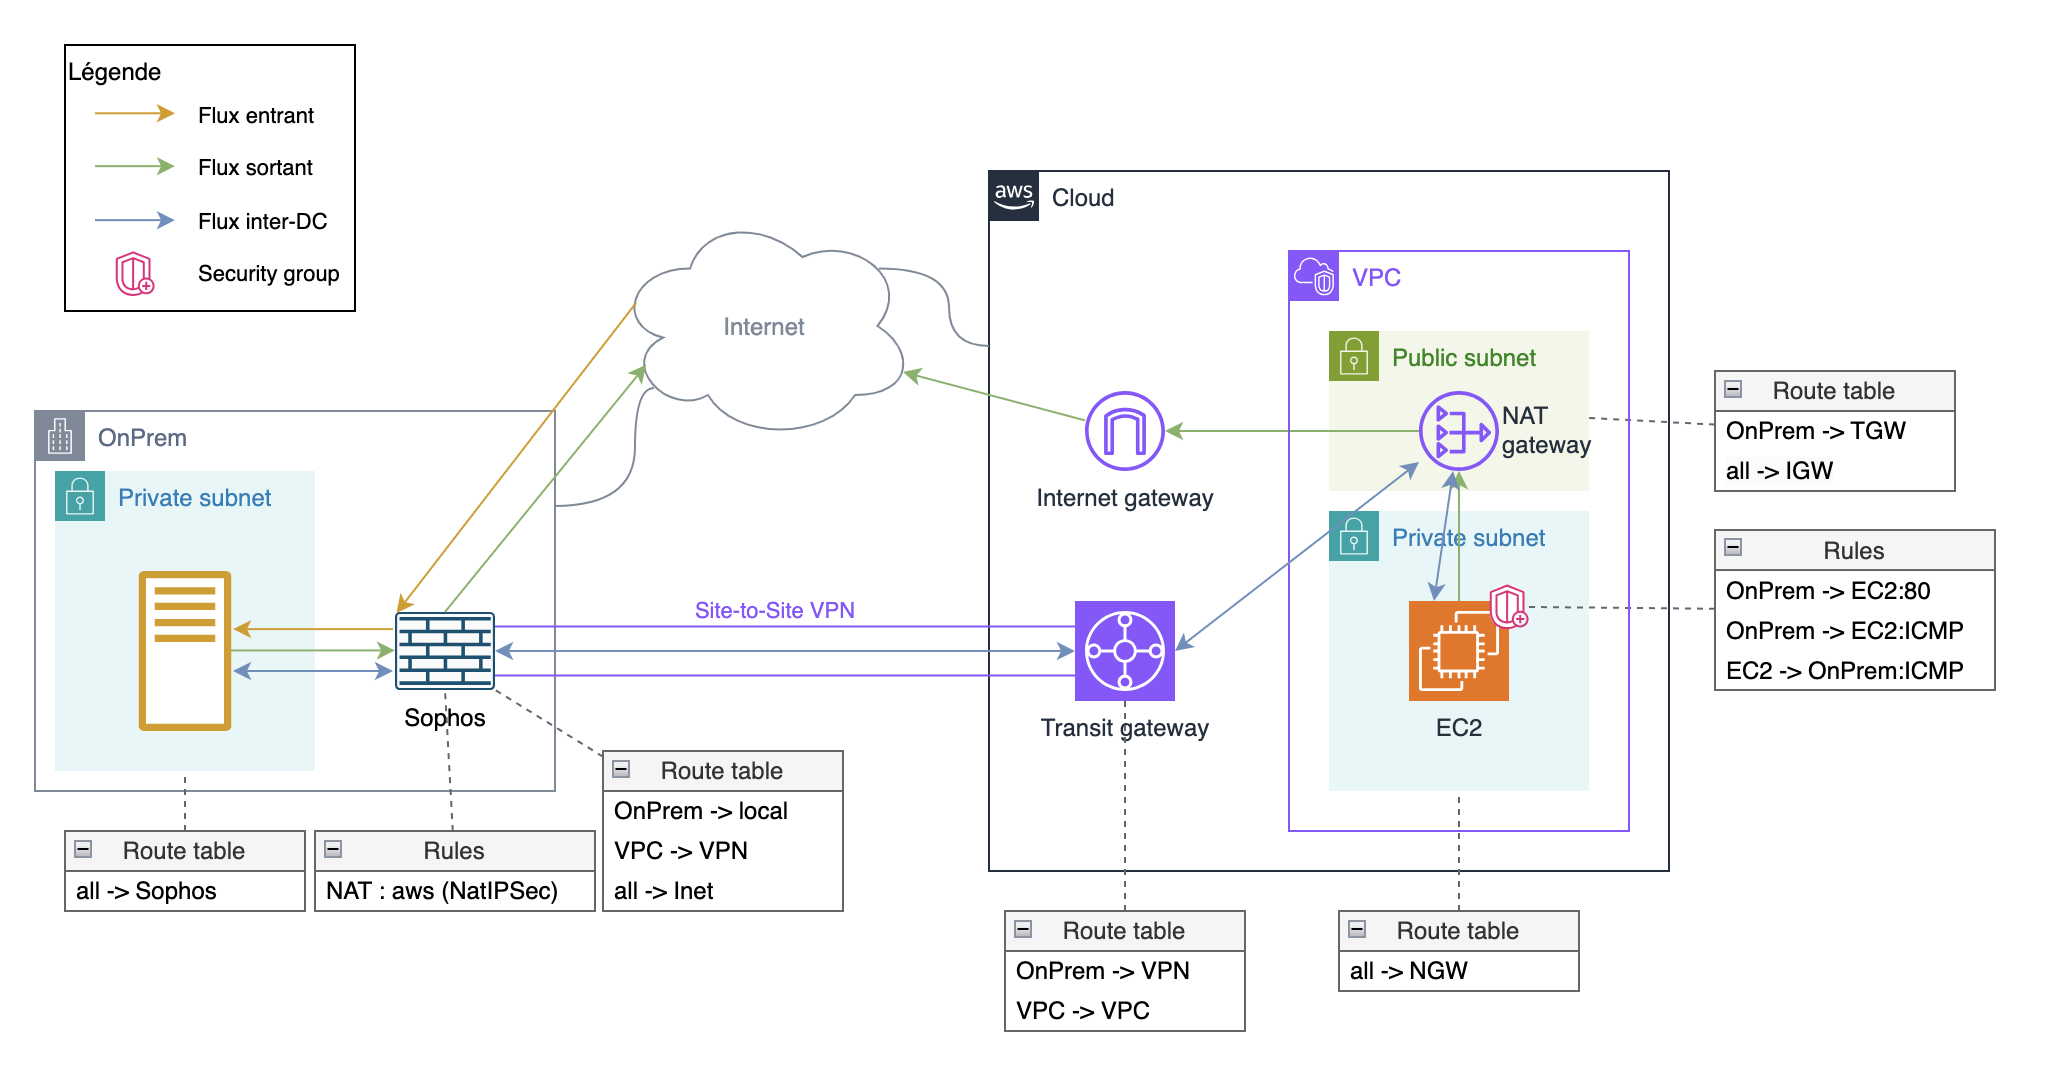 Légende
Flux entrant
Flux sortant
Flux inter-DC
Security group
aws
Cloud
VPC
Internet
Public subnet
NAT
gateway
Internet gateway
Private subnet
EC2
Transit gateway
Site-to-Site VPN
OnPrem
Private subnet
Sophos
Route table
OnPrem -> TGW
all -> IGW
Rules
OnPrem -> EC2:80
OnPrem -> EC2:ICMP
EC2 -> OnPrem:ICMP
Route table
all -> Sophos
Rules
NAT : aws (NatIPSec)
Route table
OnPrem -> local
VPC -> VPN
all -> Inet
Route table
OnPrem -> VPN
VPC -> VPC
Route table
all -> NGW